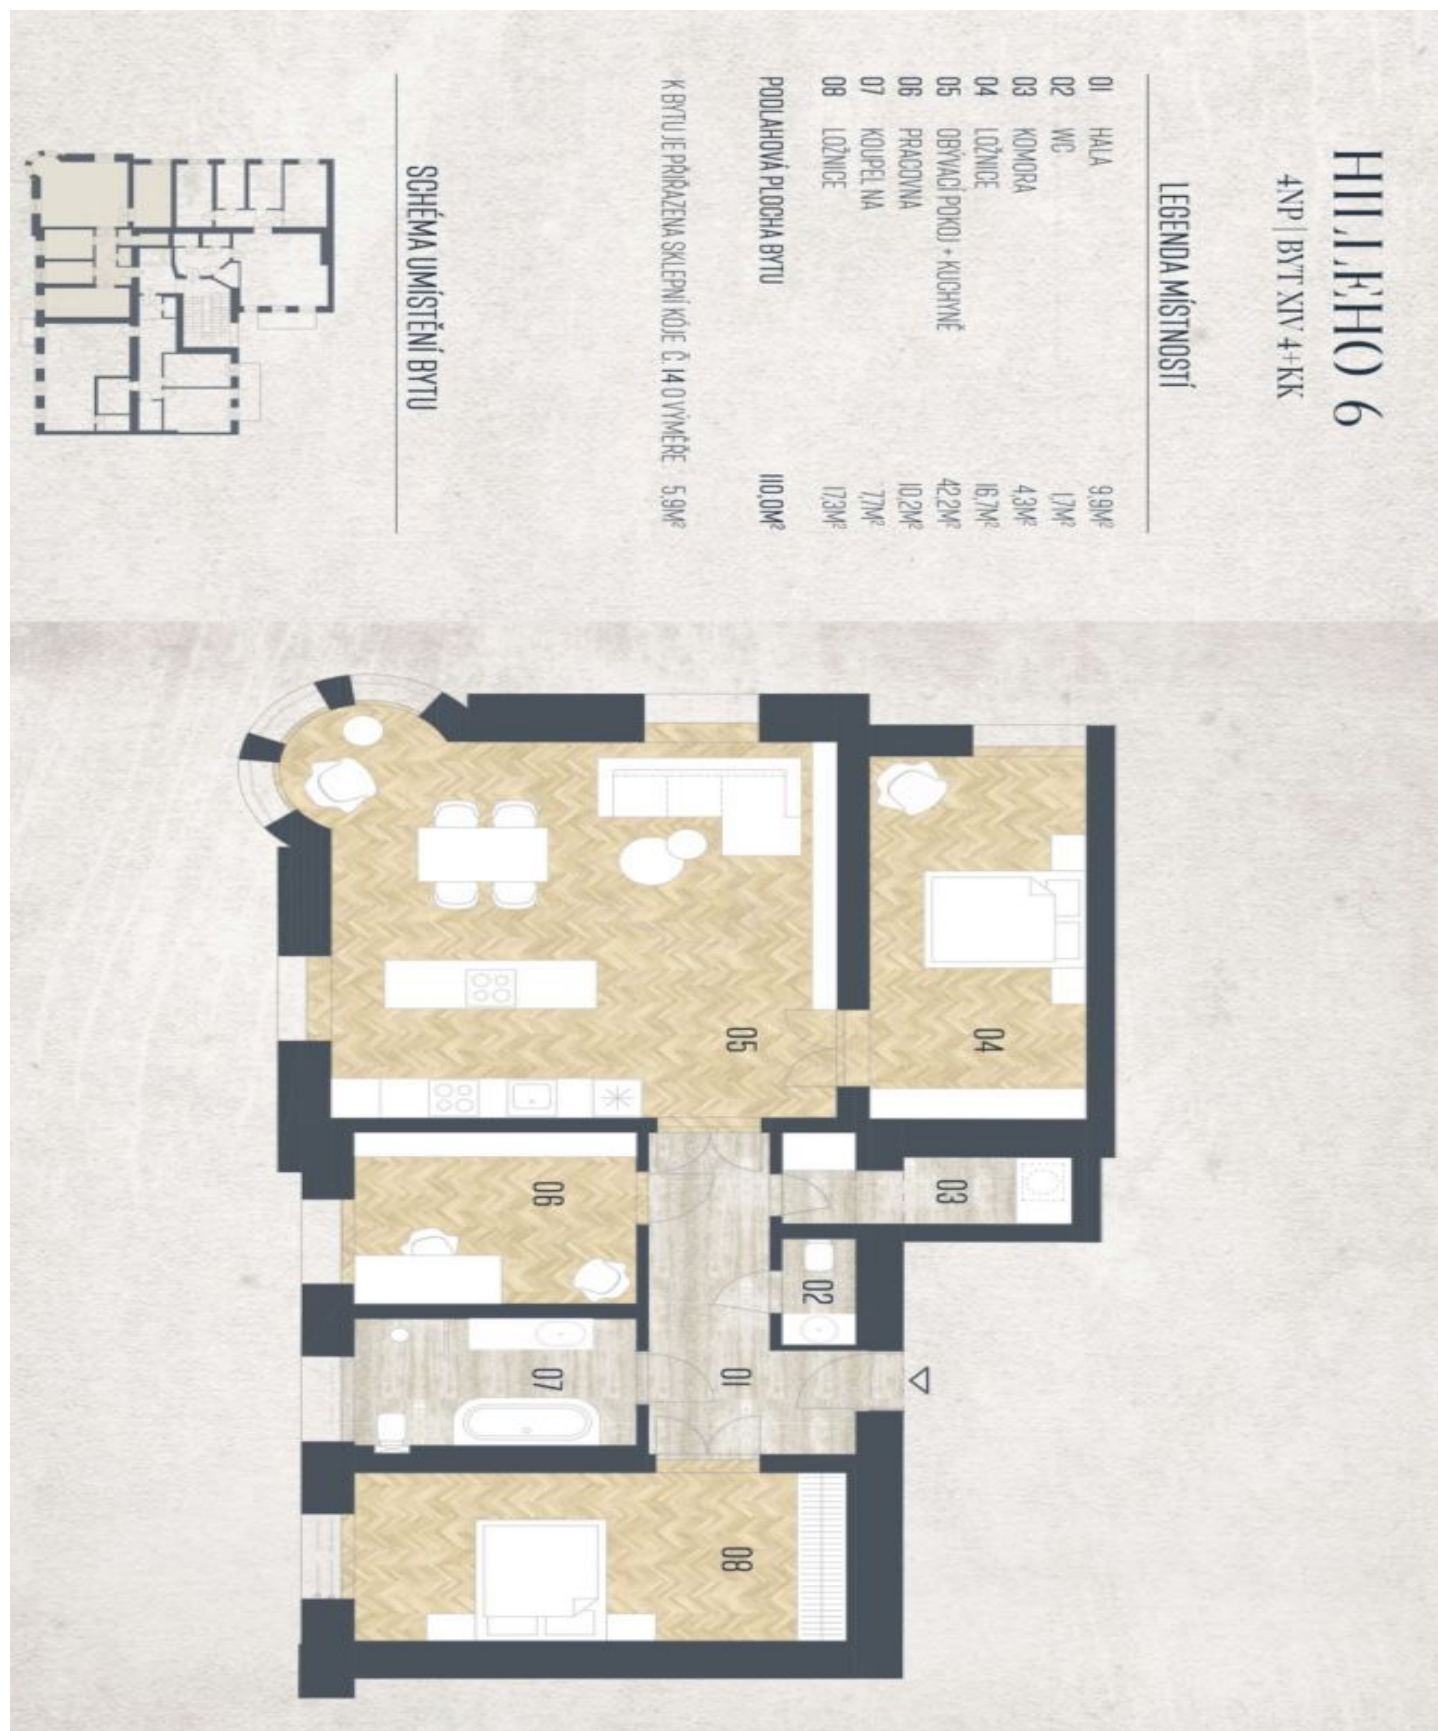 HILLEHO 6
4NP | BYT XIV 4+KK
LEGENDA MÍSTNOSTÍ
01 HALA 9,9M²
02 WC 1,7M²
03 KOMORA 4,3M²
04 LOŽNICE 16,7M²
05 OBÝVACÍ POKOJ + KUCHYNĚ 42,2M²
06 PRACOVNA 10,2M²
07 KOUPELNA 7,7M²
08 LOŽNICE 17,3M²
PODLAHOVÁ PLOCHA BYTU 110,0M²
K BYTU JE PŘIŘAZENA SKLEPNÍ KÓJE Č. 14 O VÝMĚŘE 5,9M²
SCHÉMA UMÍSTĚNÍ BYTU
04
03
02
05
01
08
06
07